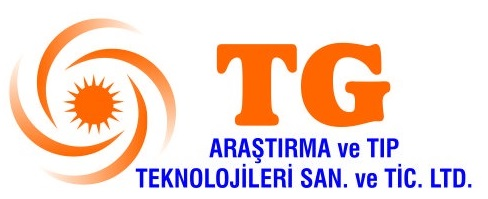 TG
ARAŞTIRMA ve TIP
TEKNOLOJİLERİ SAN. ve TİC. LTD.